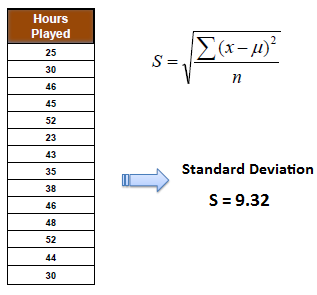 Hours
Played
25
30
46
45
52
23
43
35
38
46
48
52
44
30
S = √(∑(x − μ)² / n)
Standard Deviation
S = 9.32